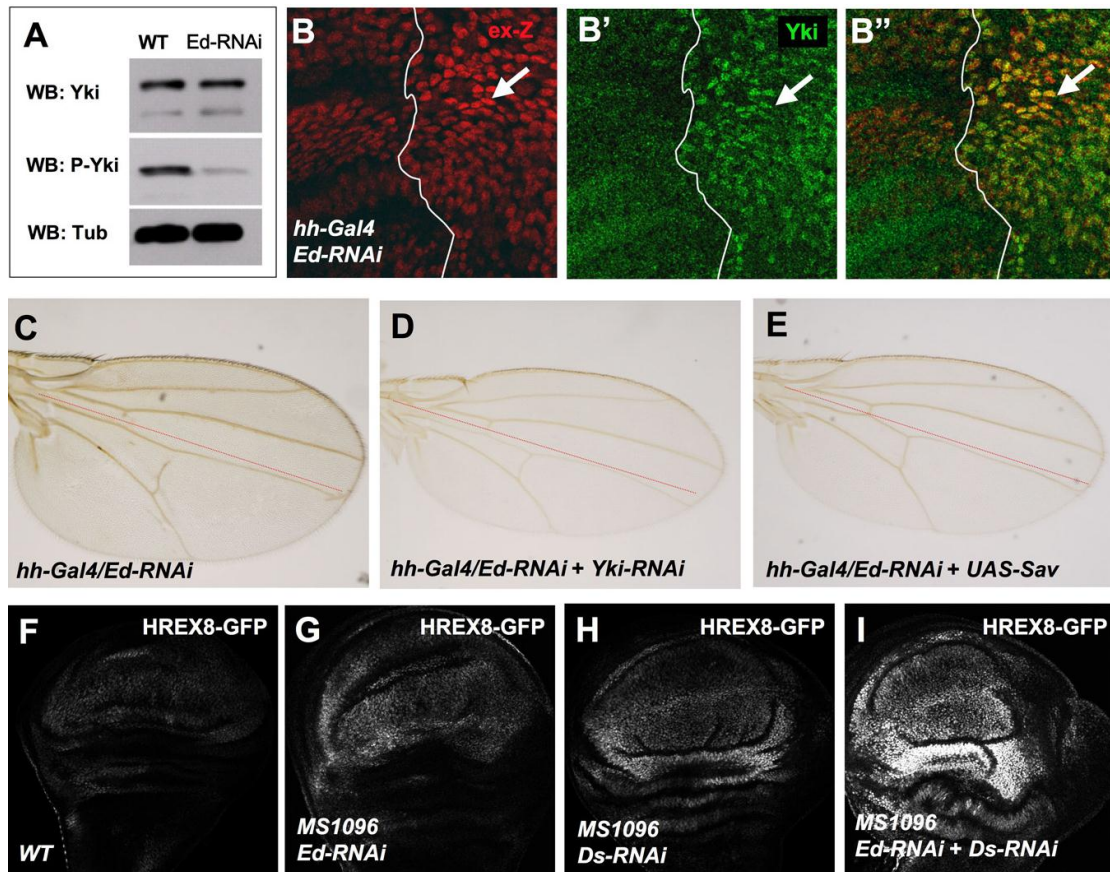 A
WT Ed-RNAi
WB: Yki
WB: P-Yki
WB: Tub
B
ex-Z
hh-Gal4
Ed-RNAi
B’
Yki
B”
C
hh-Gal4/Ed-RNAi
D
hh-Gal4/Ed-RNAi + Yki-RNAi
E
hh-Gal4/Ed-RNAi + UAS-Sav
F
HREX8-GFP
WT
G
HREX8-GFP
MS1096
Ed-RNAi
H
HREX8-GFP
MS1096
Ds-RNAi
I
HREX8-GFP
MS1096
Ed-RNAi + Ds-RNAi